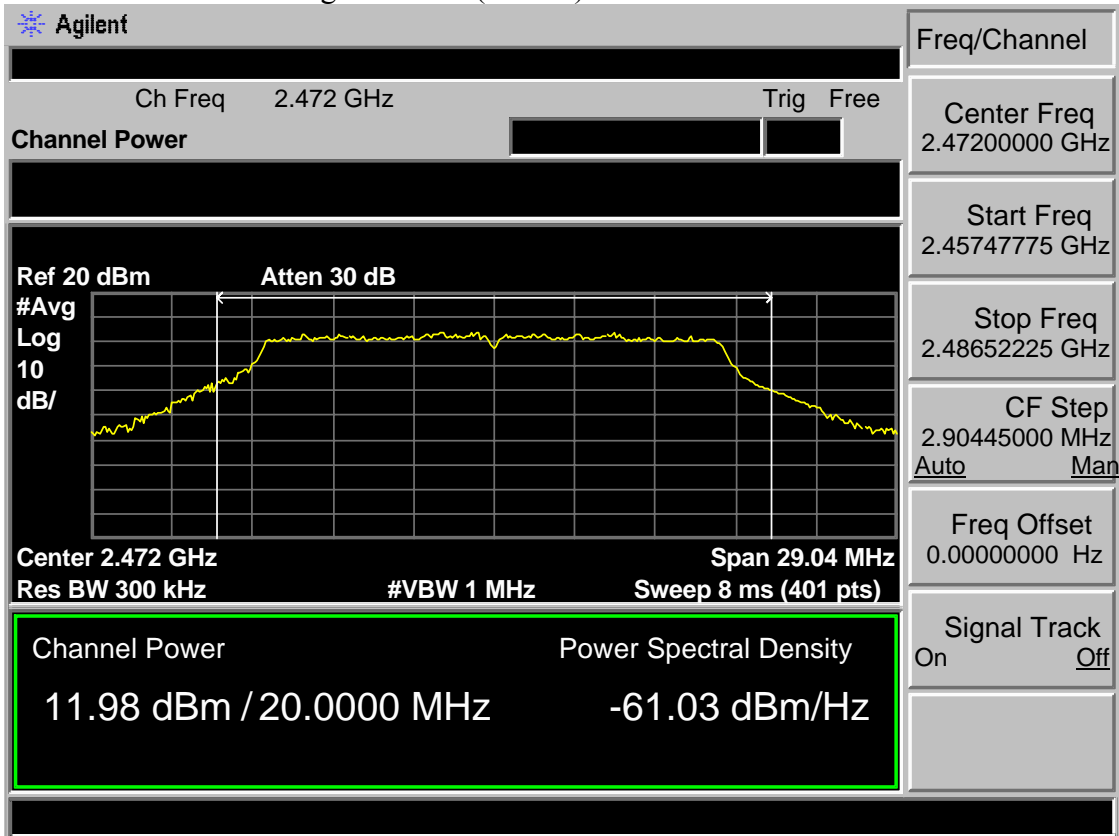 Agilent
Freq/Channel
Ch Freq 2.472 GHz Trig Free
Channel Power
Center Freq
2.47200000 GHz
Start Freq
2.45747775 GHz
Stop Freq
2.48652225 GHz
CF Step
2.90445000 MHz
Auto Man
Freq Offset
0.00000000 Hz
Signal Track
On Off
Ref 20 dBm Atten 30 dB
#Avg
Log
10
dB/
Center 2.472 GHz Span 29.04 MHz
Res BW 300 kHz #VBW 1 MHz Sweep 8 ms (401 pts)
Channel Power Power Spectral Density
11.98 dBm / 20.0000 MHz -61.03 dBm/Hz